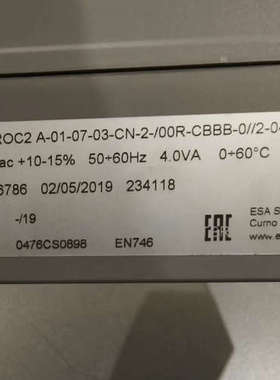 ROC2 A-01-07-03-CN-2-/00R-CBBB-0//2-0
ac +10-15% 50÷60Hz 4.0VA 0÷60°C
6786 02/05/2019 234118
-/19
0476CS0898 EN746
EAC
ESA S
Curno
www.e